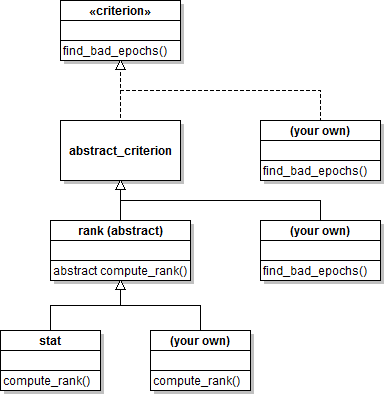 «criterion»
find_bad_epochs()
abstract_criterion
(your own)
find_bad_epochs()
rank (abstract)
abstract compute_rank()
(your own)
find_bad_epochs()
stat
compute_rank()
(your own)
compute_rank()